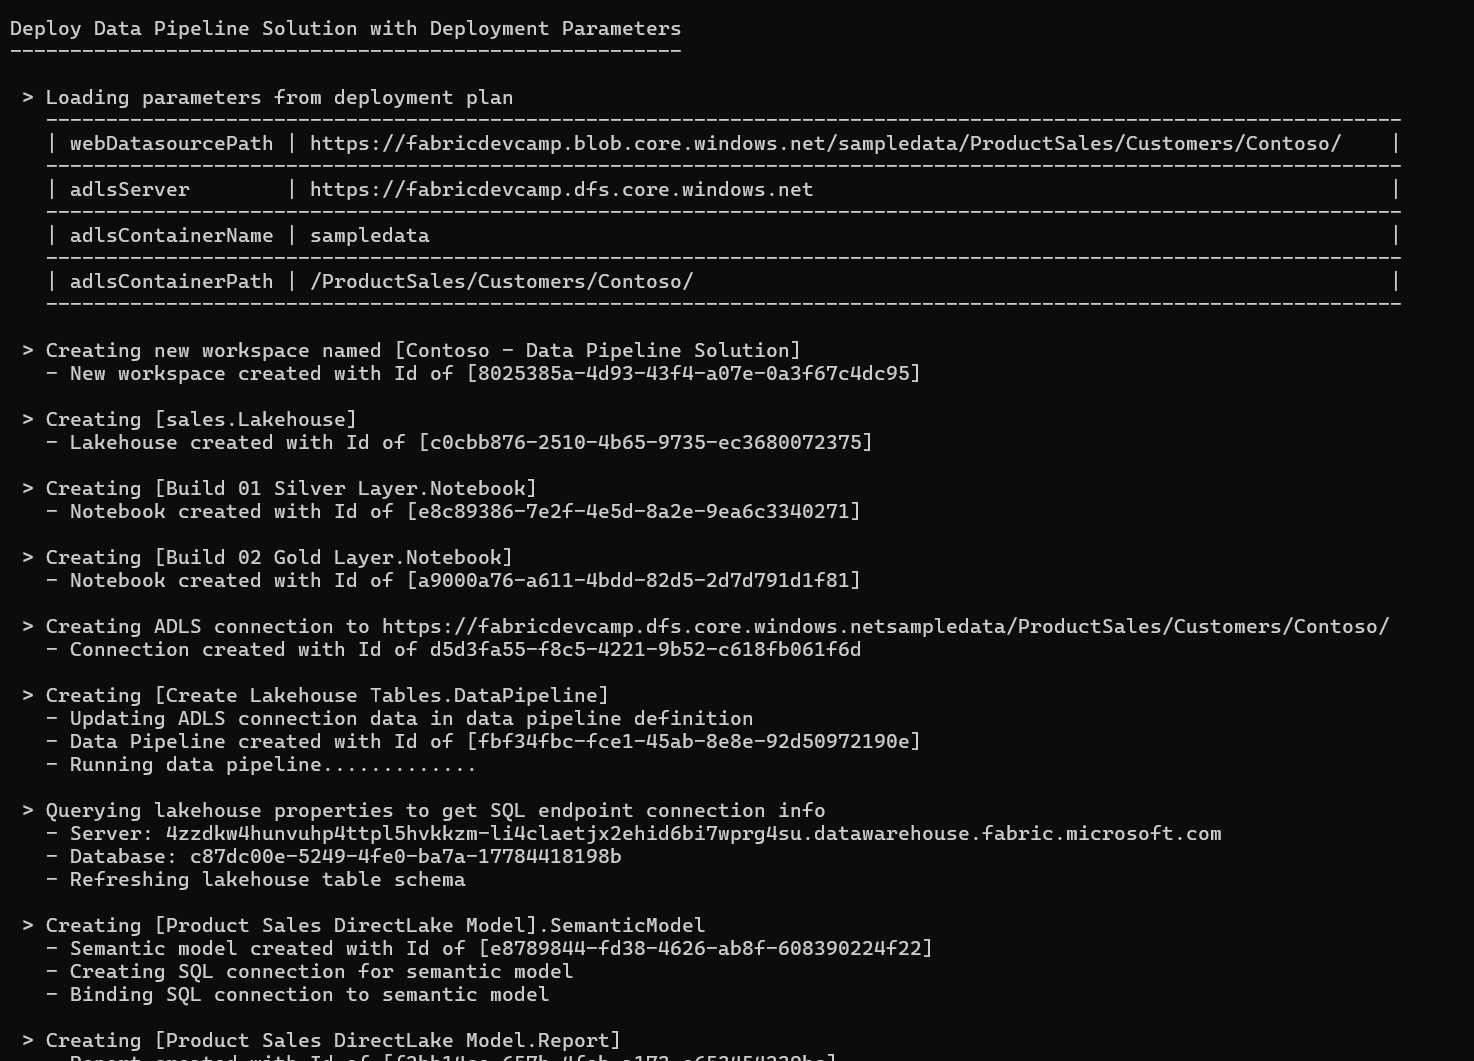 Deploy Data Pipeline Solution with Deployment Parameters
--------------------------------------------------------
> Loading parameters from deployment plan
| webDatasourcePath | https://fabricdevcamp.blob.core.windows.net/sampledata/ProductSales/Customers/Contoso/ |
| adlsServer | https://fabricdevcamp.dfs.core.windows.net |
| adlsContainerName | sampledata |
| adlsContainerPath | /ProductSales/Customers/Contoso/ |
> Creating new workspace named [Contoso - Data Pipeline Solution]
- New workspace created with Id of [8025385a-4d93-43f4-a07e-0a3f67c4dc95]
> Creating [sales.Lakehouse]
- Lakehouse created with Id of [c0cbb876-2510-4b65-9735-ec3680072375]
> Creating [Build 01 Silver Layer.Notebook]
- Notebook created with Id of [e8c89386-7e2f-4e5d-8a2e-9ea6c3340271]
> Creating [Build 02 Gold Layer.Notebook]
- Notebook created with Id of [a9000a76-a611-4bdd-82d5-2d7d791d1f81]
> Creating ADLS connection to https://fabricdevcamp.dfs.core.windows.netsampledata/ProductSales/Customers/Contoso/
- Connection created with Id of d5d3fa55-f8c5-4221-9b52-c618fb061f6d
> Creating [Create Lakehouse Tables.DataPipeline]
- Updating ADLS connection data in data pipeline definition
- Data Pipeline created with Id of [fbf34fbc-fce1-45ab-8e8e-92d50972190e]
- Running data pipeline.............
> Querying lakehouse properties to get SQL endpoint connection info
- Server: 4zzdkw4hunvuhp4ttpl5hvkkzm-li4claetjx2ehid6bi7wprg4su.datawarehouse.fabric.microsoft.com
- Database: c87dc00e-5249-4fe0-ba7a-17784418198b
- Refreshing lakehouse table schema
> Creating [Product Sales DirectLake Model].SemanticModel
- Semantic model created with Id of [e8789844-fd38-4626-ab8f-608390224f22]
- Creating SQL connection for semantic model
- Binding SQL connection to semantic model
> Creating [Product Sales DirectLake Model.Report]
- Report created with Id of